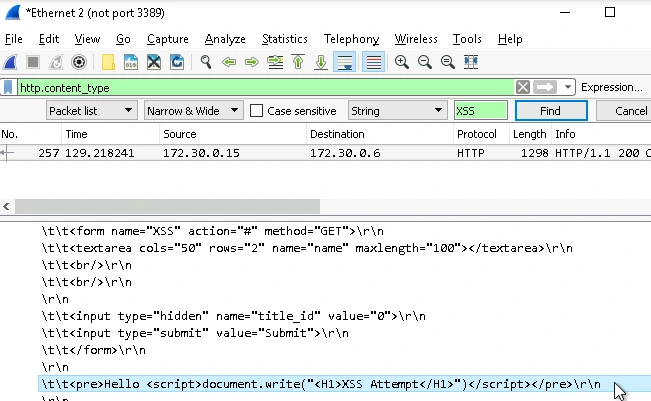 *Ethernet 2 (not port 3389)
File Edit View Go Capture Analyze Statistics Telephony Wireless Tools Help
http.content_type Expression...
Packet list Narrow & Wide Case sensitive String XSS Find Cancel
No. Time Source Destination Protocol Length Info
257 129.218241 172.30.0.15 172.30.0.6 HTTP 1298 HTTP/1.1 200
\t\t<form name="XSS" action="#" method="GET">\r\n
\t\t<textarea cols="50" rows="2" name="name" maxlength="100"></textarea>\r\n
\t\t<br/>\r\n
\t\t<br/>\r\n
\r\n
\t\t<input type="hidden" name="title_id" value="0">\r\n
\t\t<input type="submit" value="Submit">\r\n
\t\t</form>\r\n
\r\n
\t\t<pre>Hello <script>document.write("<H1>XSS Attempt</H1>")</script></pre>\r\n
\r\n